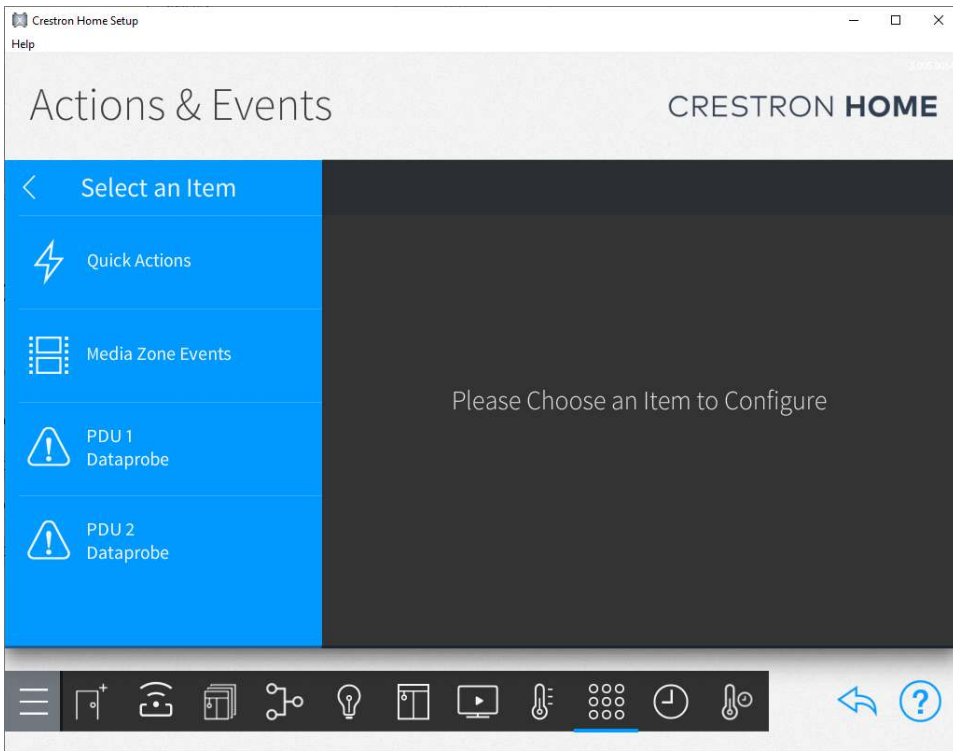 Crestron Home Setup
Help
Actions & Events
CRESTRON HOME
Select an Item
Quick Actions
Media Zone Events
PDU 1
Dataprobe
PDU 2
Dataprobe
Please Choose an Item to Configure
?